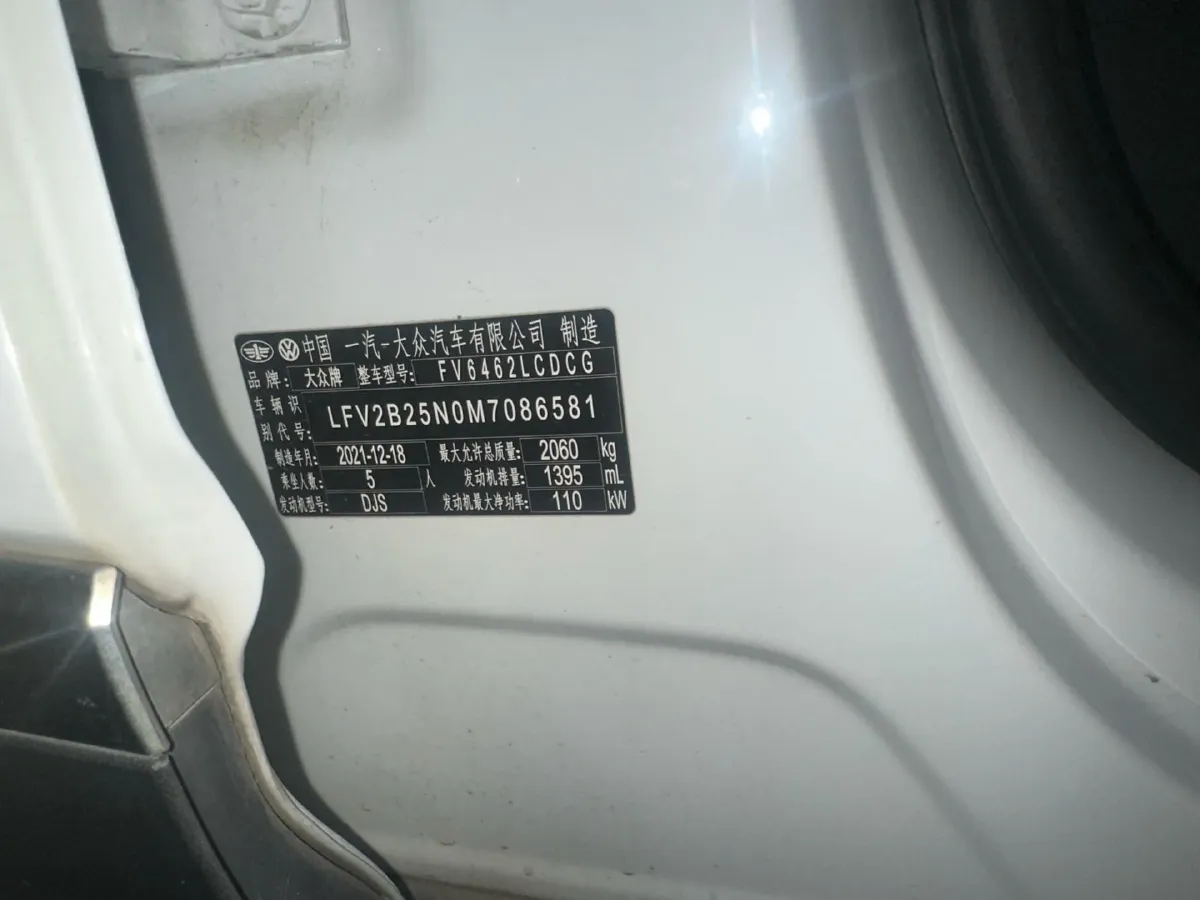 中国 一汽-大众汽车有限公司 制造
品牌: 大众牌 整车型号: FV6462LCDCG
车辆识别代号: LFV2B25N0M7086581
制造年月: 2021-12-18 最大允许总质量: 2060 kg
乘坐人数: 5 人 发动机排量: 1395 mL
发动机型号: DJS 发动机最大净功率: 110 kW